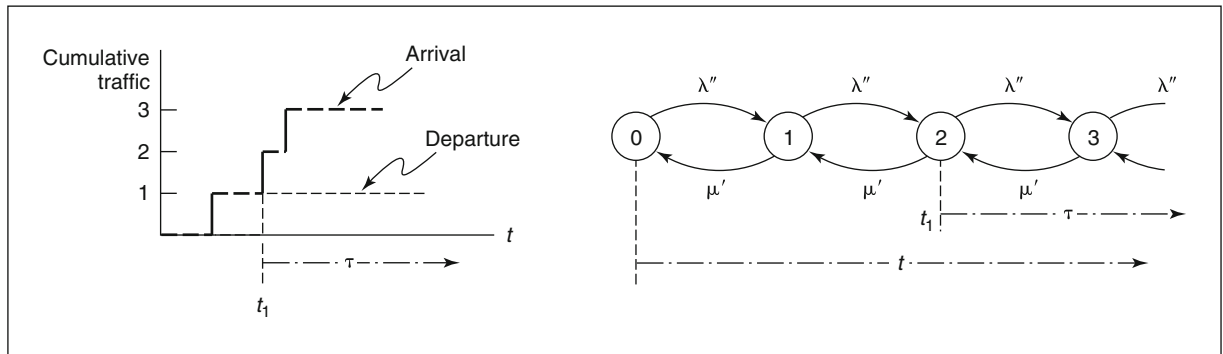 Cumulative
traffic
3
2
1
Arrival
Departure
t
τ
t₁
λ″ λ″ λ″ λ″
0 1 2 3
μ′ μ′ μ′
t₁ τ
t